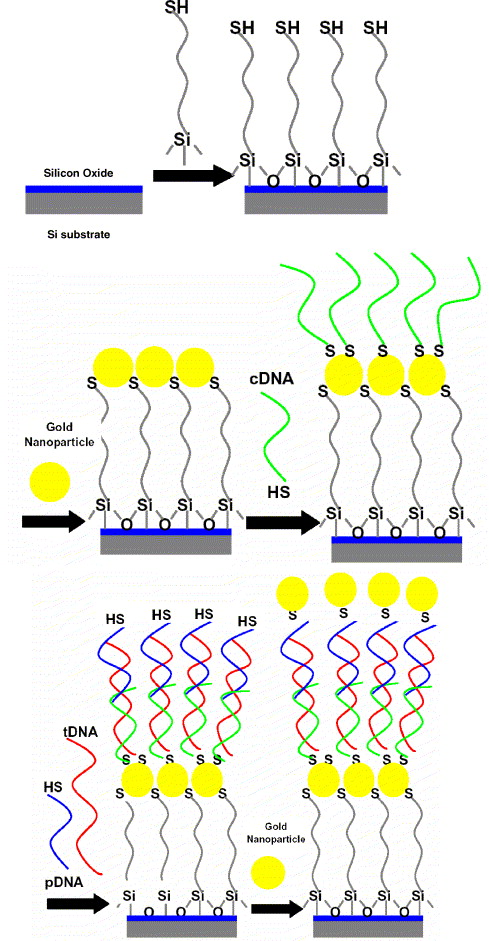 SH
SH SH SH SH
Si
Si Si Si Si
O O O
Silicon Oxide
Si substrate
S S S S
Gold
Nanoparticle
Si Si Si Si
O O O
cDNA
HS
S S S S S
S S S S
Si Si Si Si
O O O
HS HS HS HS
tDNA
HS
pDNA
S S S S S
S S S S
Si Si Si Si
O O O
Gold
Nanoparticle
S S S S
S S S S S
S S S S
Si Si Si Si
O O O